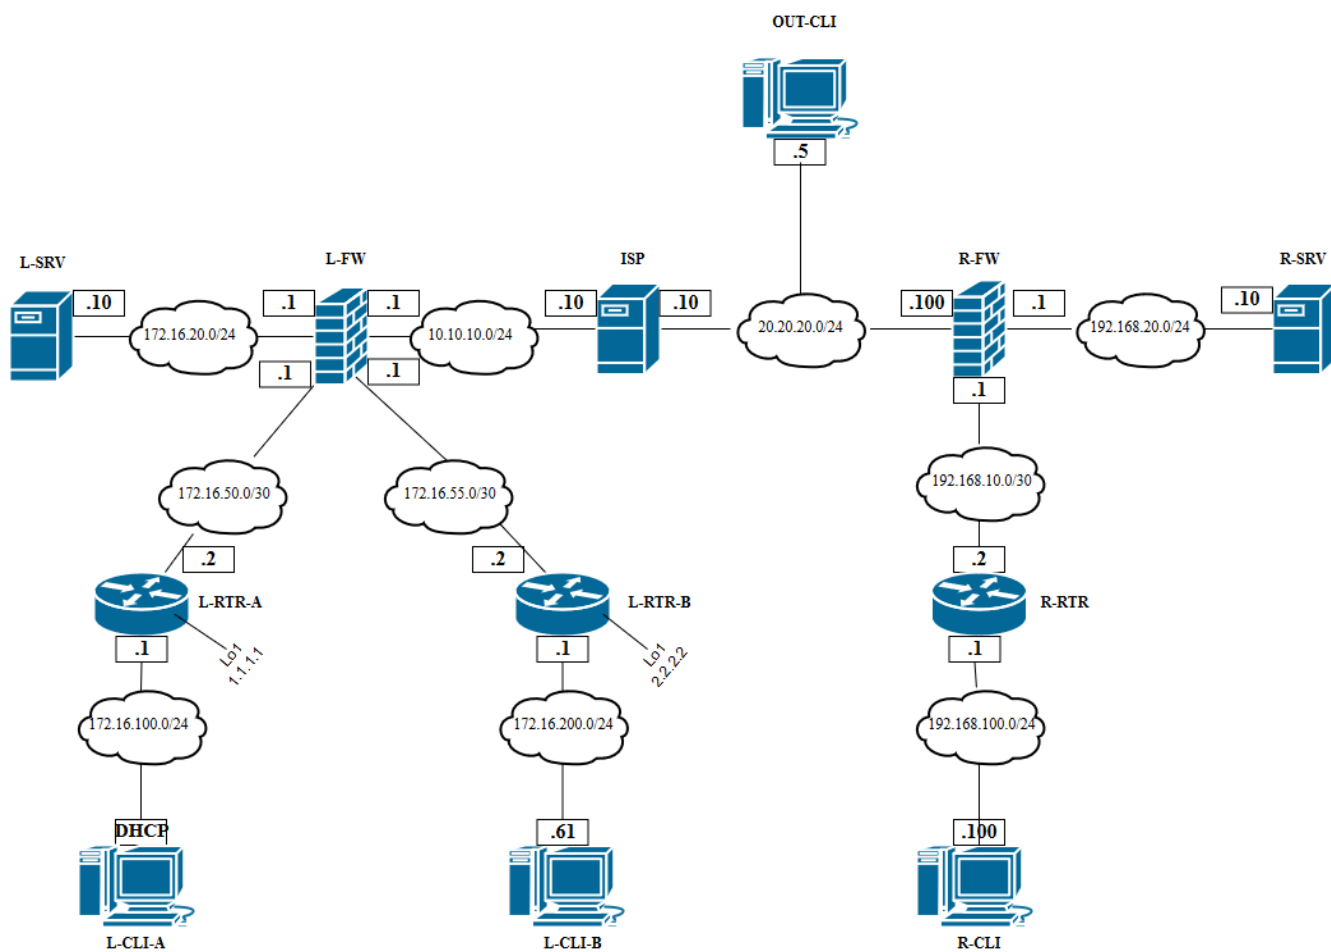 OUT-CLI
.5
L-SRV
L-FW
ISP
R-FW
R-SRV
.10
.1
.1
.10
.10
.100
.1
.10
172.16.20.0/24
10.10.10.0/24
20.20.20.0/24
192.168.20.0/24
.1
.1
.1
172.16.50.0/30
172.16.55.0/30
192.168.10.0/30
.2
.2
.2
L-RTR-A
L-RTR-B
R-RTR
.1
Lo1
1.1.1.1
.1
Lo1
2.2.2.2
.1
172.16.100.0/24
172.16.200.0/24
192.168.100.0/24
DHCP
.61
.100
L-CLI-A
L-CLI-B
R-CLI